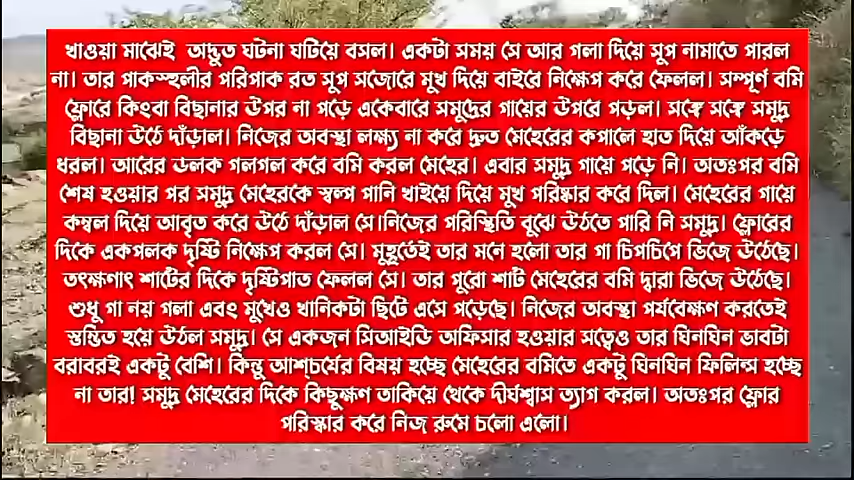 খাওয়া মাঝেই অদ্ভুত ঘটনা ঘটিয়ে বসল। একটা সময় সে আর গলা দিয়ে সুপ নামাতে পারল
না। তার পাকস্হলীর পরিপাক রত সুপ সজোরে মুখ দিয়ে বাইরে নিক্ষেপ করে ফেলল। সম্পূর্ণ বমি
ফ্লোরে কিংবা বিছানার উপর না পড়ে একেবারে সমুদ্রের গায়ের উপরে পড়ল। সঙ্গে সঙ্গে সমুদ্র
বিছানা উঠে দাঁড়াল। নিজের অবস্থা লক্ষ্য না করে দ্রুত মেহেরের কপালে হাত দিয়ে আঁকড়ে
ধরল। আরের ডলক গলগল করে বমি করল মেহের। এবার সমুদ্র গায়ে পড়ে নি। অতঃপর বমি
শেষ হওয়ার পর সমুদ্র মেহেরকে স্বল্প পানি খাইয়ে দিয়ে মুখ পরিষ্কার করে দিল। মেহেরের গায়ে
কম্বল দিয়ে আবৃত করে উঠে দাঁড়াল সে।নিজের পরিস্থিতি বুঝে উঠতে পারি নি সমুদ্র। ফ্লোরের
দিকে একপলক দৃষ্টি নিক্ষেপ করল সে। মুহূর্তেই তার মনে হলো তার গা চিপচিপে ভিজে উঠেছে।
তৎক্ষণাৎ শার্টের দিকে দৃষ্টিপাত ফেলল সে। তার পুরো শার্ট মেহেরের বমি দ্বারা ভিজে উঠেছে।
শুধু গা নয় গলা এবং মুখেও খানিকটা ছিটে এসে পড়েছে। নিজের অবস্থা পর্যবেক্ষণ করতেই
স্তম্ভিত হয়ে উঠল সমুদ্র। সে একজন সিআইডি অফিসার হওয়ার সত্বেও তার ঘিনঘিন ভাবটা
বরাবরই একটু বেশি। কিন্তু আশ্চর্যের বিষয় হচ্ছে মেহেরের বমিতে একটু ঘিনঘিন ফিলিন্স হচ্ছে
না তার! সমুদ্র মেহেরের দিকে কিছুক্ষণ তাকিয়ে থেকে দীর্ঘশ্বাস ত্যাগ করল। অতঃপর ফ্লোর
পরিস্কার করে নিজ রুমে চলো এলো।